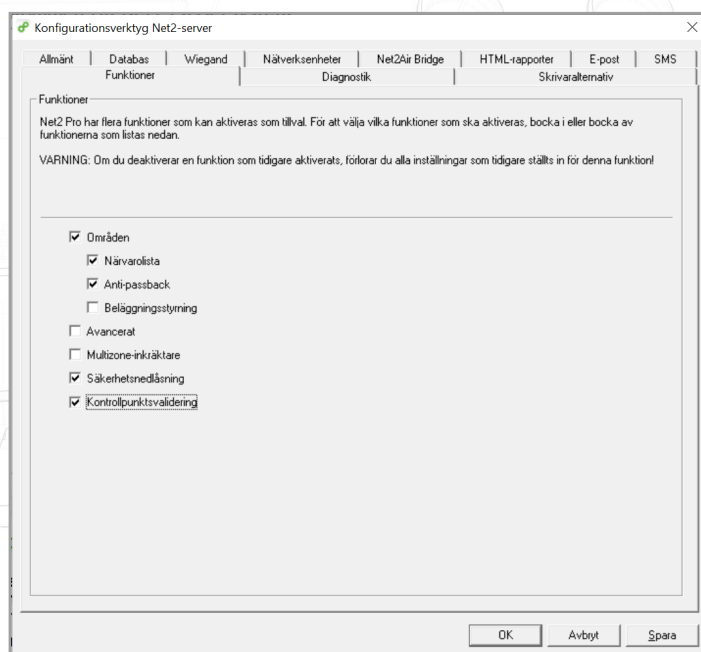 Konfigurationsverktyg Net2-server
Allmänt Databas Wiegand Nätverksenheter Net2Air Bridge HTML-rapporter E-post SMS
Funktioner Diagnostik Skrivaralternativ
Funktioner
Net2 Pro har flera funktioner som kan aktiveras som tillval. För att välja vilka funktioner som ska aktiveras, bocka i eller bocka av
funktionerna som listas nedan.
VARNING: Om du deaktiverar en funktion som tidigare aktiverats, förlorar du alla inställningar som tidigare ställts in för denna funktion!
Områden
Närvarolista
Anti-passback
Beläggningsstyrning
Avancerat
Multizone-inkräktare
Säkerhetsnedlåsning
Kontrollpunktsvalidering
OK Avbryt Spara